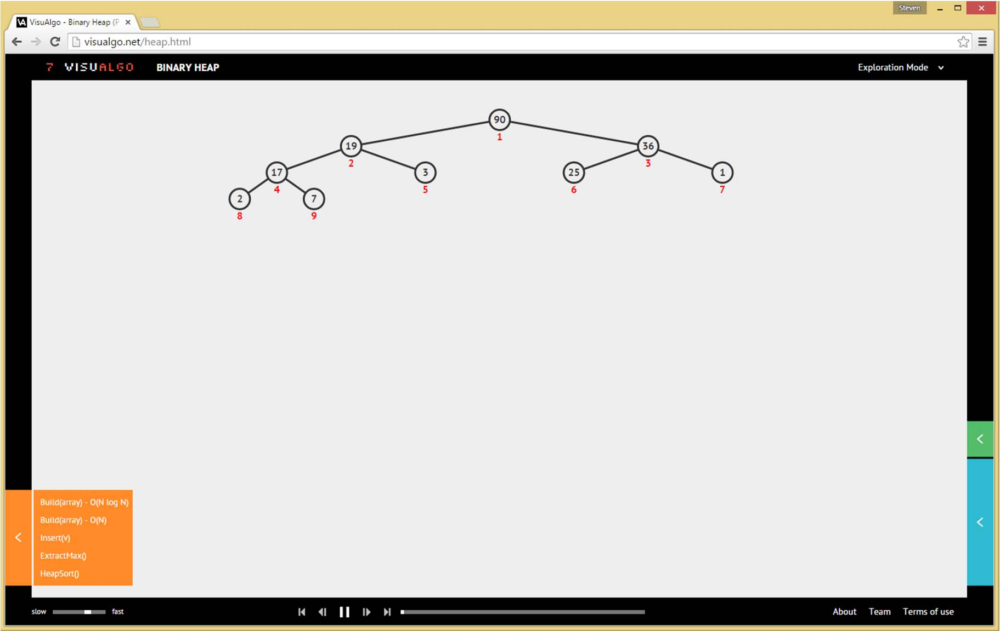 Steven
VisuAlgo - Binary Heap (P
visualgo.net/heap.html
7 VISUALGO BINARY HEAP Exploration Mode
90
1
19 36
2 3
17 3 25 1
4 5 6 7
2 7
8 9
Build(array) - O(N log N)
Build(array) - O(N)
Insert(v)
ExtractMax()
HeapSort()
slow fast About Team Terms of use